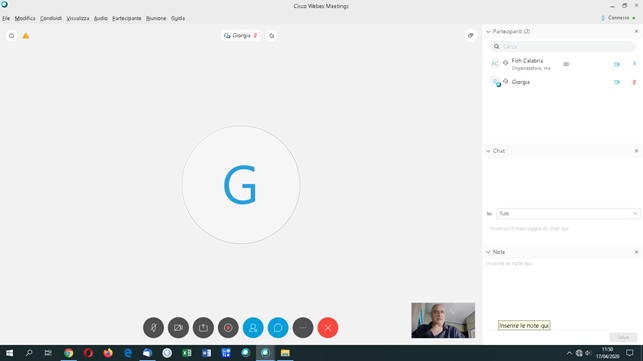 Cisco Webex Meetings
File Modifica Condividi Visualizza Audio Partecipante Riunione Guida
Connesso
Giorgia
Partecipanti (2)
Cerca
FC Fish Calabria
Organizzatore, me
Giorgia
G
Chat
Tutti
Inserisci il messaggio di chat qui
Note
Inserire le note qui
Inserire le note qui
Salva
11:50
17/04/2020